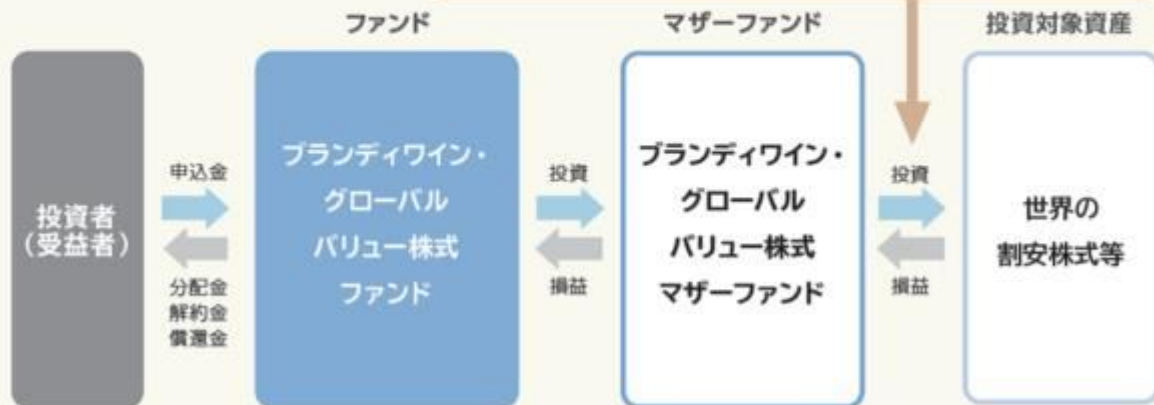 ファンド
マザーファンド
投資対象資産
投資者
(受益者)
申込金
分配金
解約金
償還金
ブランディワイン・
グローバル
バリュー株式
ファンド
投資
損益
ブランディワイン・
グローバル
バリュー株式
マザーファンド
投資
損益
世界の
割安株式等